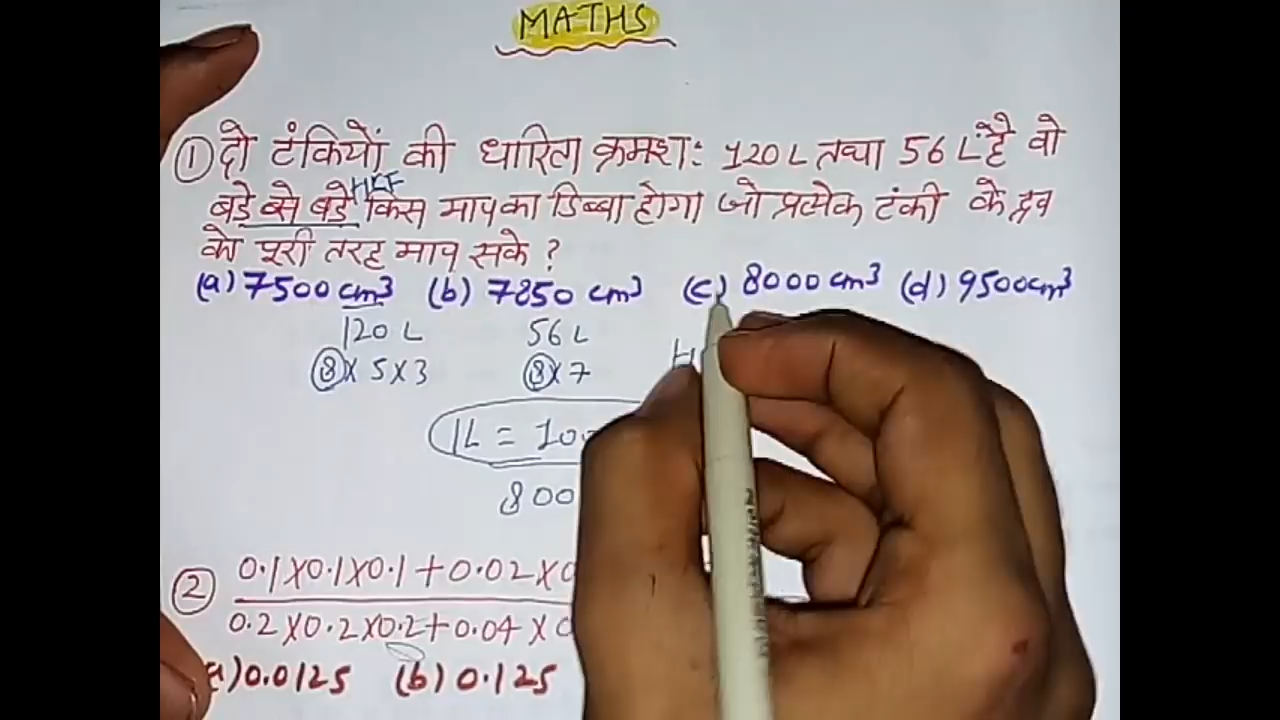 MATHS
① दो टंकियों की धारिता क्रमशः 120 L तथा 56 L है वो
HCF
बड़े से बड़े किस माप का डिब्बा होगा जो प्रत्येक टंकी के द्रव
को पूरी तरह माप सके ?
(a) 7500 cm³ (b) 7850 cm³ (c) 8000 cm³ (d) 9500 cm³
120 L 56 L
8 × 5 × 3 8 × 7 H
1L = 100
800
② 0.1×0.1×0.1+0.02×0
0.2×0.2×0.2+0.04×0
a) 0.0125 (b) 0.125